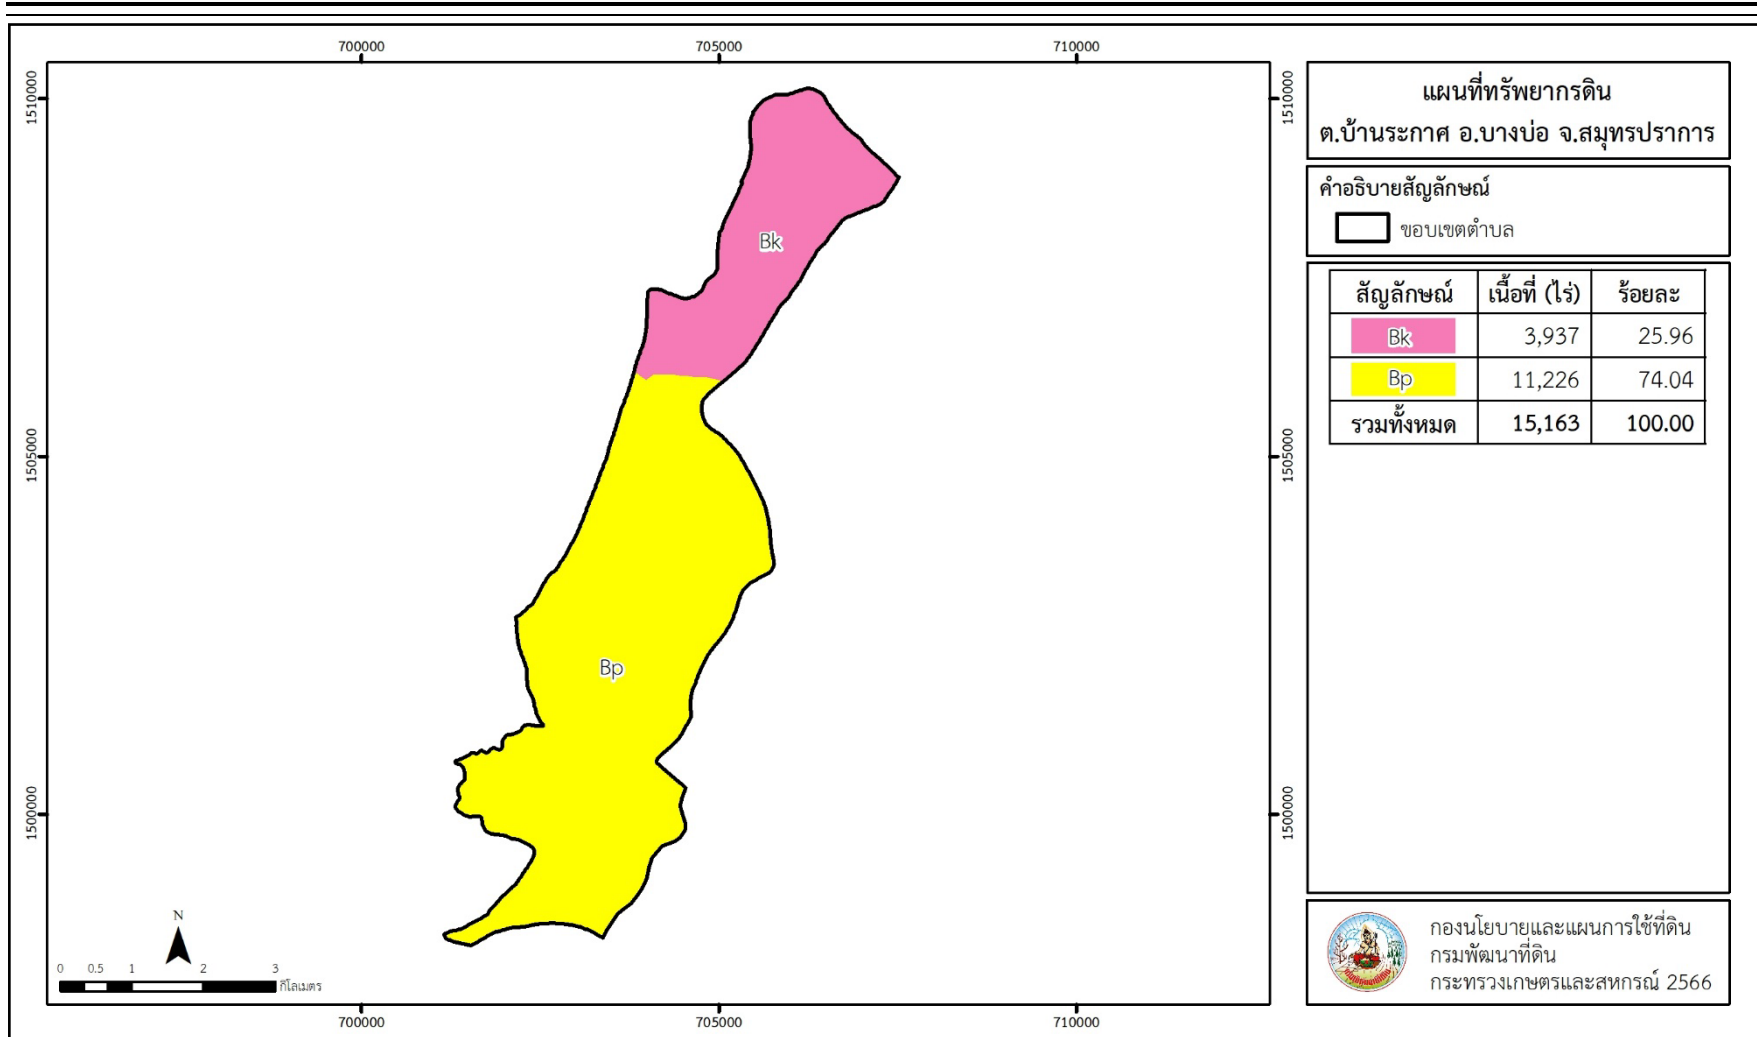 700000
705000
710000
1510000
1510000
1505000
1505000
1500000
1500000
Bk
Bp
N
0 0.5 1 2 3
กิโลเมตร
700000
705000
710000
แผนที่ทรัพยากรดิน
ต.บ้านระกาศ อ.บางบ่อ จ.สมุทรปราการ
คำอธิบายสัญลักษณ์
ขอบเขตตำบล
สัญลักษณ์ เนื้อที่ (ไร่) ร้อยละ
Bk 3,937 25.96
Bp 11,226 74.04
รวมทั้งหมด 15,163 100.00
กองนโยบายและแผนการใช้ที่ดิน
กรมพัฒนาที่ดิน
กระทรวงเกษตรและสหกรณ์ 2566